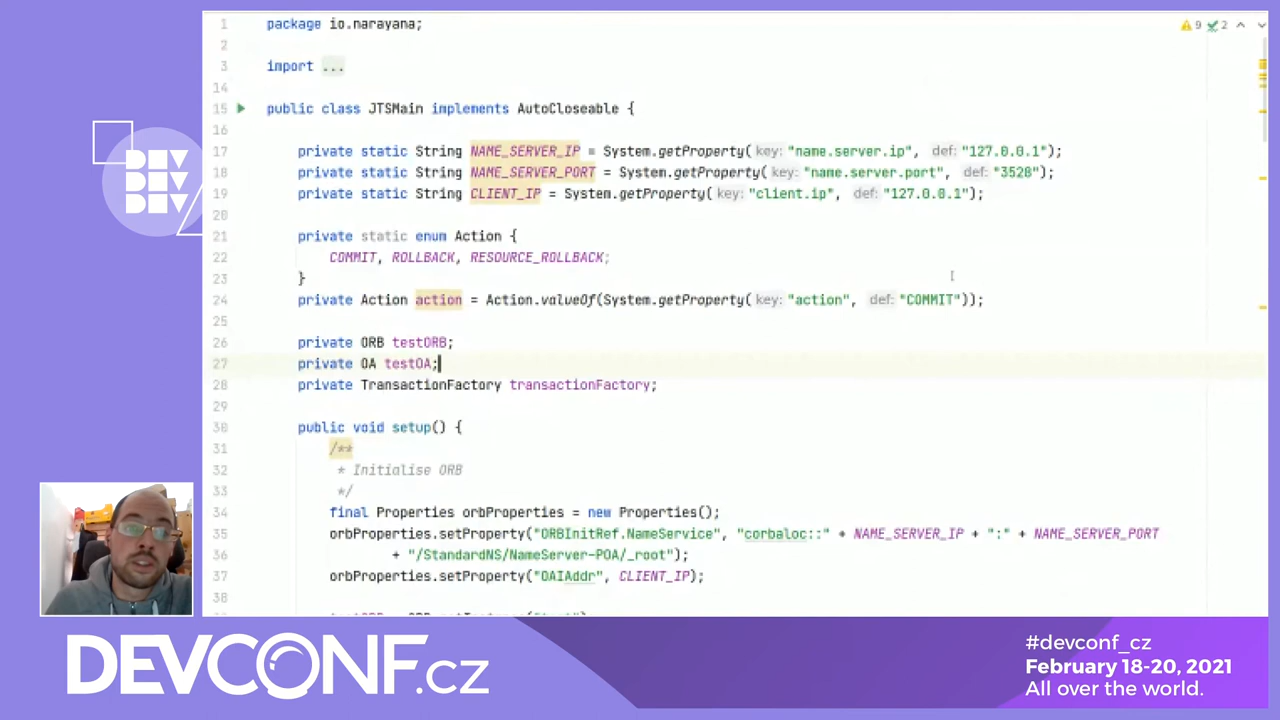 1 package io.narayana;
2
3 import ...
14
15 public class JTSMain implements AutoCloseable {
16
17 private static String NAME_SERVER_IP = System.getProperty( key: "name.server.ip", def: "127.0.0.1");
18 private static String NAME_SERVER_PORT = System.getProperty( key: "name.server.port", def: "3528");
19 private static String CLIENT_IP = System.getProperty( key: "client.ip", def: "127.0.0.1");
20
21 private static enum Action {
22 COMMIT, ROLLBACK, RESOURCE_ROLLBACK;
23 }
24 private Action action = Action.valueOf(System.getProperty( key: "action", def: "COMMIT"));
25
26 private ORB testORB;
27 private OA testOA;
28 private TransactionFactory transactionFactory;
29
30 public void setup() {
31 /**
32 * Initialise ORB
33 */
34 final Properties orbProperties = new Properties();
35 orbProperties.setProperty("ORBInitRef.NameService", "corbaloc::" + NAME_SERVER_IP + ":" + NAME_SERVER_PORT
36 + "/StandardNS/NameServer-POA/_root");
37 orbProperties.setProperty("OAIAddr", CLIENT_IP);
38
9 2
DEV
DEV
DEVCONF.cz
#devconf_cz
February 18-20, 2021
All over the world.